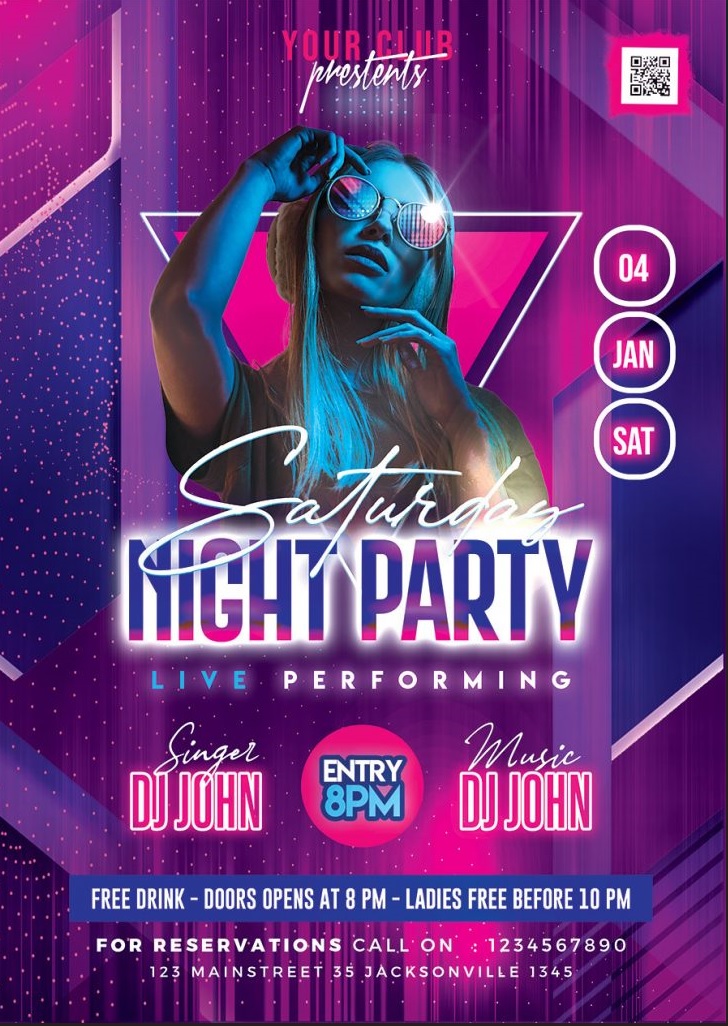 YOUR CLUB
prestents
04
JAN
SAT
Saturday
NIGHT PARTY
LIVE PERFORMING
Singer
DJ JOHN
ENTRY
8PM
Music
DJ JOHN
FREE DRINK - DOORS OPENS AT 8 PM - LADIES FREE BEFORE 10 PM
FOR RESERVATIONS CALL ON : 1234567890
123 MAINSTREET 35 JACKSONVILLE 1345